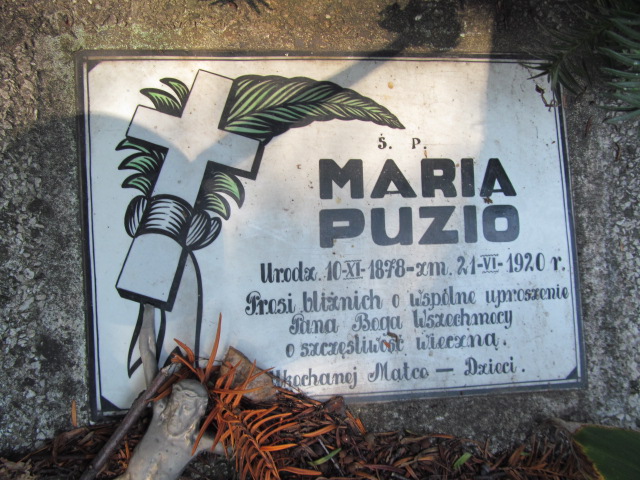 Ś. P.
MARIA
PUZIO
Urodz. 10-XI-1878-zm. 21-VI-1920 r.
Prosi bliźnich o wspólne uproszenie
Pana Boga Wszechmocy
o szczęśliwość wieczną.
Ukochanej Matce — Dzieci.